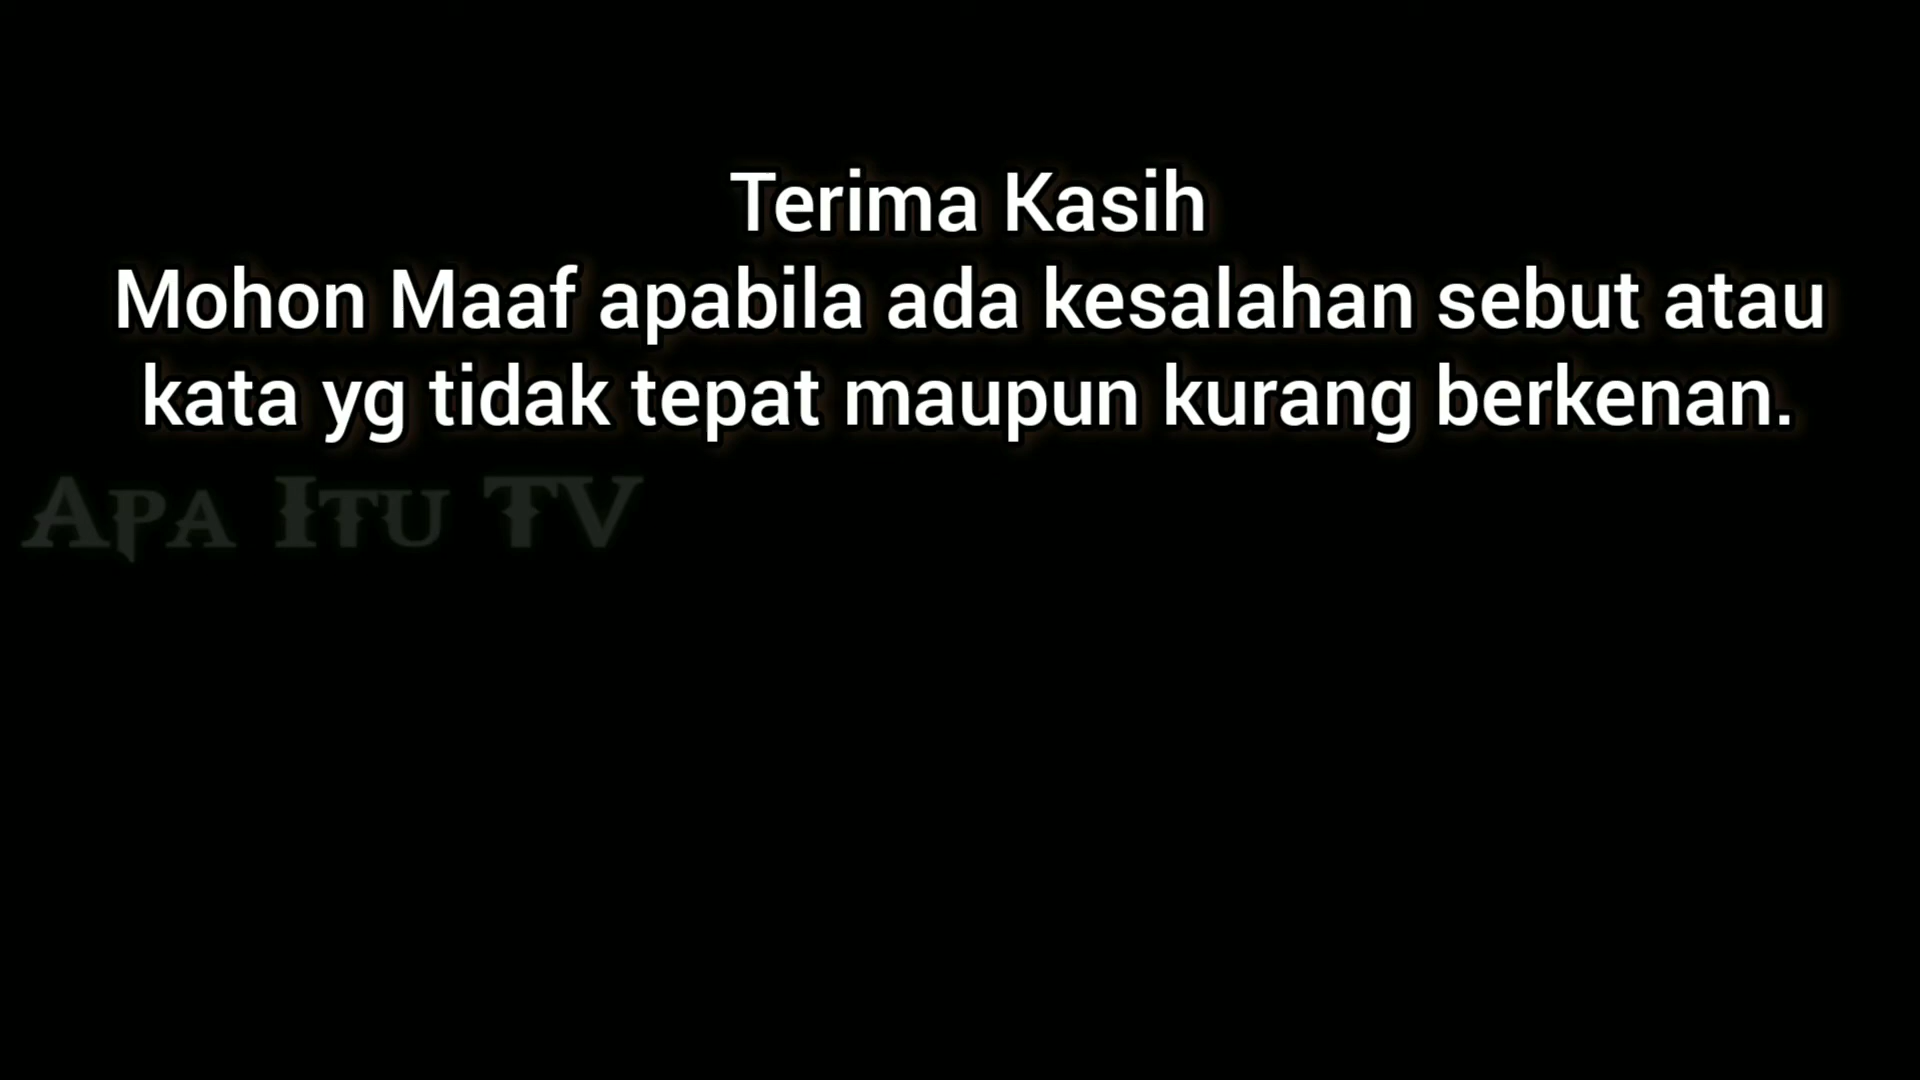 Terima Kasih
Mohon Maaf apabila ada kesalahan sebut atau
kata yg tidak tepat maupun kurang berkenan.
Apa Itu TV